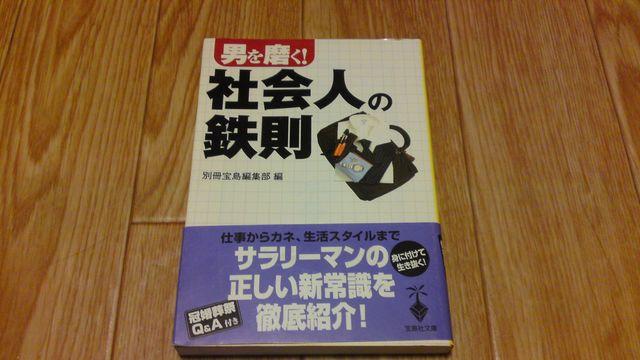 男を磨く!
社会人の
鉄則
別冊宝島編集部 編
仕事からカネ、生活スタイルまで
サラリーマンの
正しい新常識を
徹底紹介!
身に付けて
生き抜く!
冠婚葬祭
Q&A付き
宝島社文庫